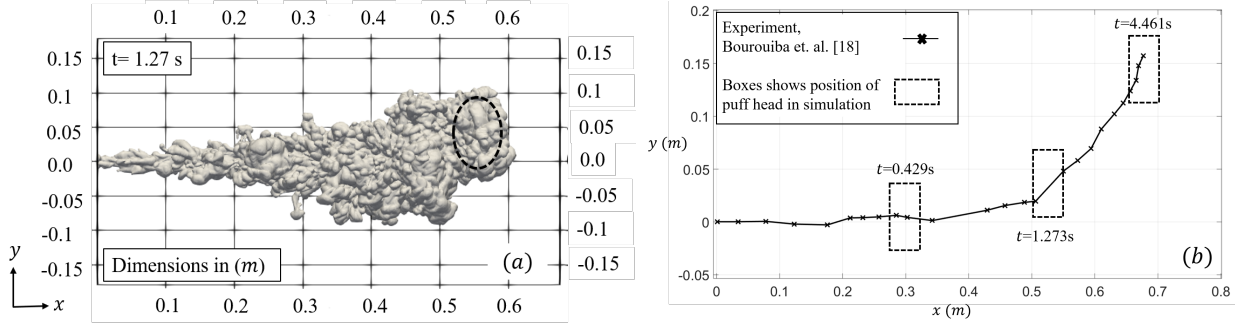 0.1 0.2 0.3 0.4 0.5 0.6
t= 1.27 s
0.15 0.15
0.1 0.1
0.05 0.05
0.0 0.0
-0.05 -0.05
-0.1 -0.1
-0.15 -0.15
Dimensions in (m)
(a)
y
x
0.1 0.2 0.3 0.4 0.5 0.6
0.2
0.15
0.1
0.05
0
-0.05
y (m)
Experiment,
Bourouiba et. al. [18]
Boxes shows position of
puff head in simulation
t=4.461s
t=0.429s
t=1.273s
(b)
0 0.1 0.2 0.3 0.4 0.5 0.6 0.7 0.8
x (m)